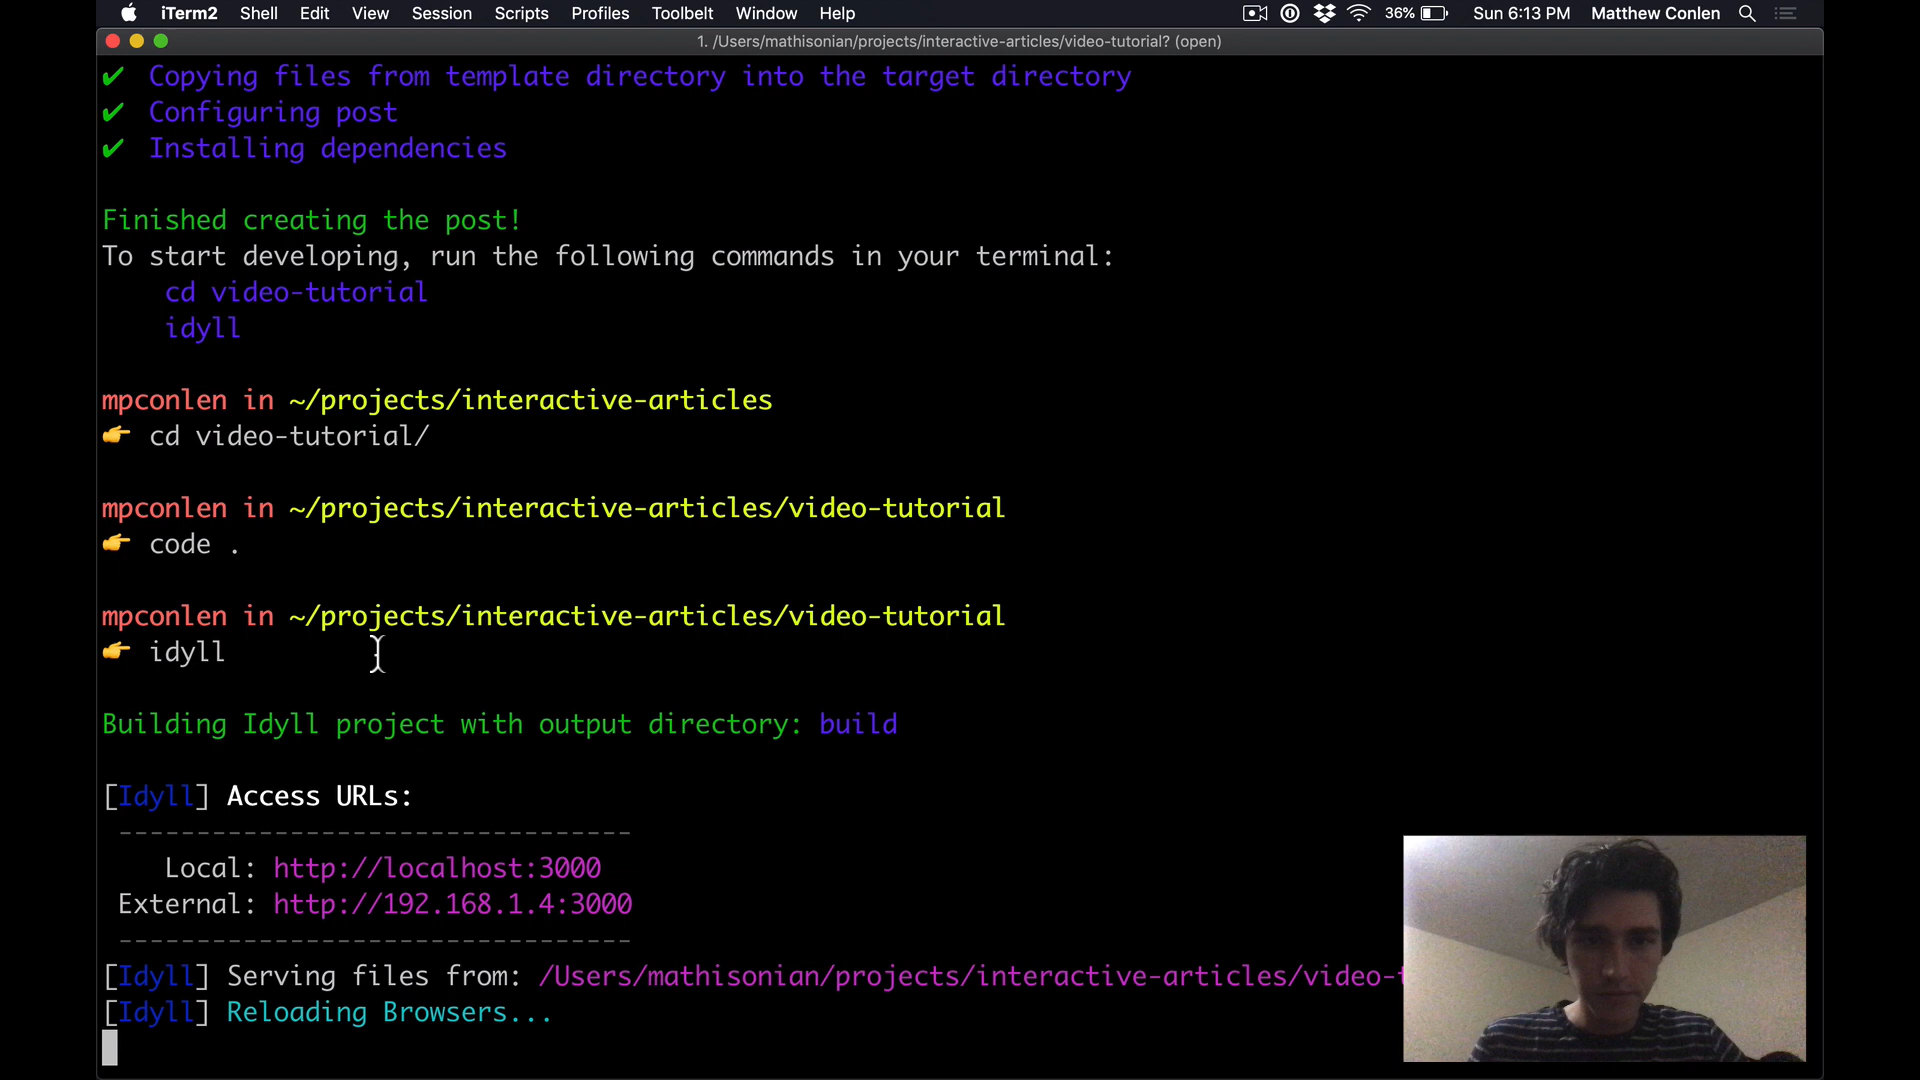 iTerm2 Shell Edit View Session Scripts Profiles Toolbelt Window Help 36% Sun 6:13 PM Matthew Conlen
1. /Users/mathisonian/projects/interactive-articles/video-tutorial? (open)
✔ Copying files from template directory into the target directory
✔ Configuring post
✔ Installing dependencies
Finished creating the post!
To start developing, run the following commands in your terminal:
cd video-tutorial
idyll
mpconlen in ~/projects/interactive-articles
👉 cd video-tutorial/
mpconlen in ~/projects/interactive-articles/video-tutorial
👉 code .
mpconlen in ~/projects/interactive-articles/video-tutorial
👉 idyll
Building Idyll project with output directory: build
[Idyll] Access URLs:
---------------------------------
Local: http://localhost:3000
External: http://192.168.1.4:3000
---------------------------------
[Idyll] Serving files from: /Users/mathisonian/projects/interactive-articles/video-
[Idyll] Reloading Browsers...